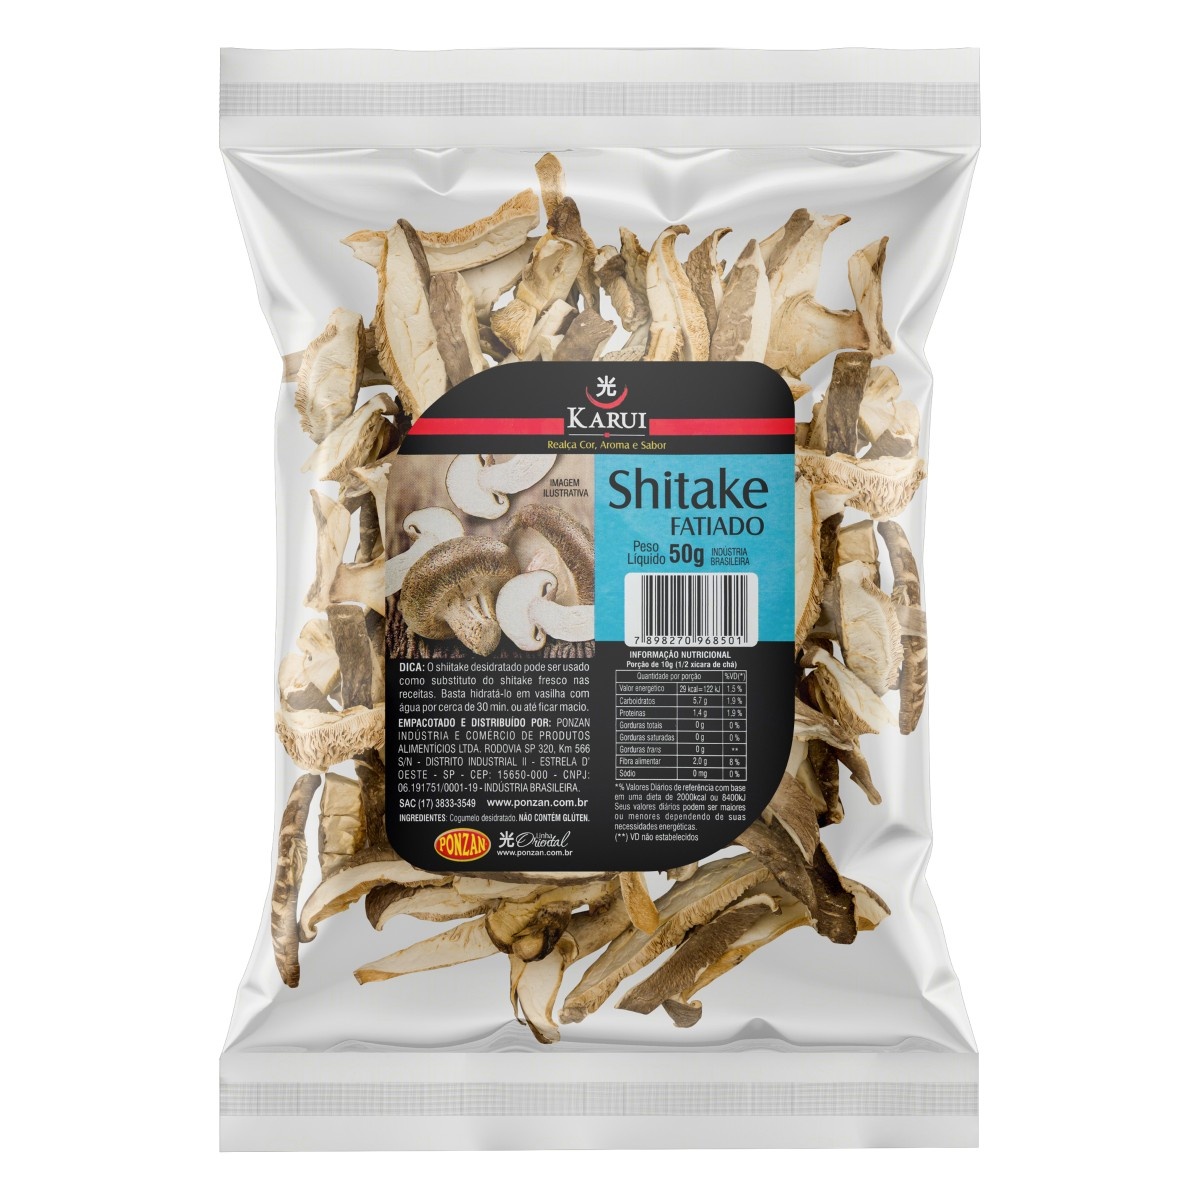 光
KARUI
Realça Cor, Aroma e Sabor
IMAGEM
ILUSTRATIVA
Shitake
FATIADO
Peso
Líquido 50g INDÚSTRIA
BRASILEIRA
7 898270 968501
DICA: O shiitake desidratado pode ser usado
como substituto do shitake fresco nas
receitas. Basta hidratá-lo em vasilha com
água por cerca de 30 min. ou até ficar macio.
EMPACOTADO E DISTRIBUÍDO POR: PONZAN
INDÚSTRIA E COMÉRCIO DE PRODUTOS
ALIMENTÍCIOS LTDA. RODOVIA SP 320, Km 566
S/N - DISTRITO INDUSTRIAL II - ESTRELA D'
OESTE - SP - CEP: 15650-000 - CNPJ:
06.191751/0001-19 - INDÚSTRIA BRASILEIRA.
SAC (17) 3833-3549 www.ponzan.com.br
INGREDIENTES: Cogumelo desidratado. NÃO CONTÉM GLÚTEN.
PONZAN
光 Linha
Oriental
www.ponzan.com.br
INFORMAÇÃO NUTRICIONAL
Porção de 10g (1/2 xícara de chá)
Quantidade por porção %VD(*)
Valor energético 29 kcal=122 kJ 1,5 %
Carboidratos 5,7 g 1,9 %
Proteínas 1,4 g 1,9 %
Gorduras totais 0 g 0 %
Gorduras saturadas 0 g 0 %
Gorduras trans 0 g **
Fibra alimentar 2,0 g 8 %
Sódio 0 mg 0 %
*% Valores Diários de referência com base
em uma dieta de 2000kcal ou 8400kJ
Seus valores diários podem ser maiores
ou menores dependendo de suas
necessidades energéticas.
(**) VD não estabelecidos